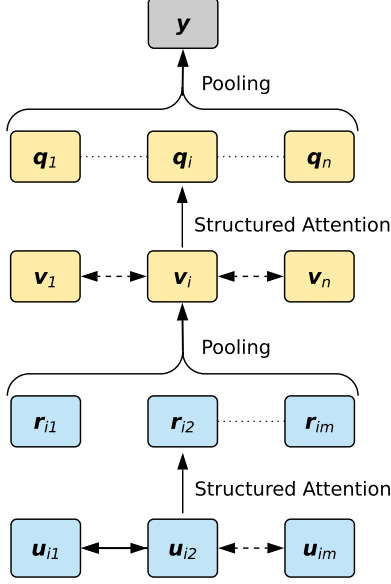 y
Pooling
q1 qi qn
Structured Attention
v1 vi vn
Pooling
ri1 ri2 rim
Structured Attention
ui1 ui2 uim